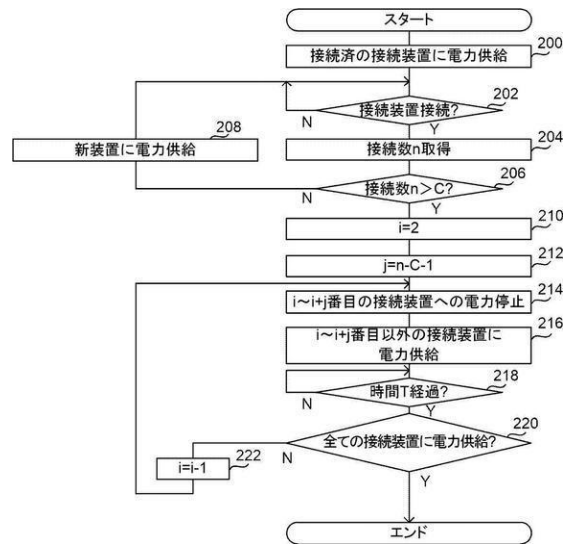 スタート
接続済の接続装置に電力供給
200
接続装置接続?
202
N
Y
新装置に電力供給
208
接続数n取得
204
接続数n＞C?
206
N
Y
i=2
210
j=n-C-1
212
i～i+j番目の接続装置への電力停止
214
i～i+j番目以外の接続装置に
電力供給
216
時間T経過?
218
N
Y
全ての接続装置に電力供給?
220
N
Y
i=i-1
222
エンド